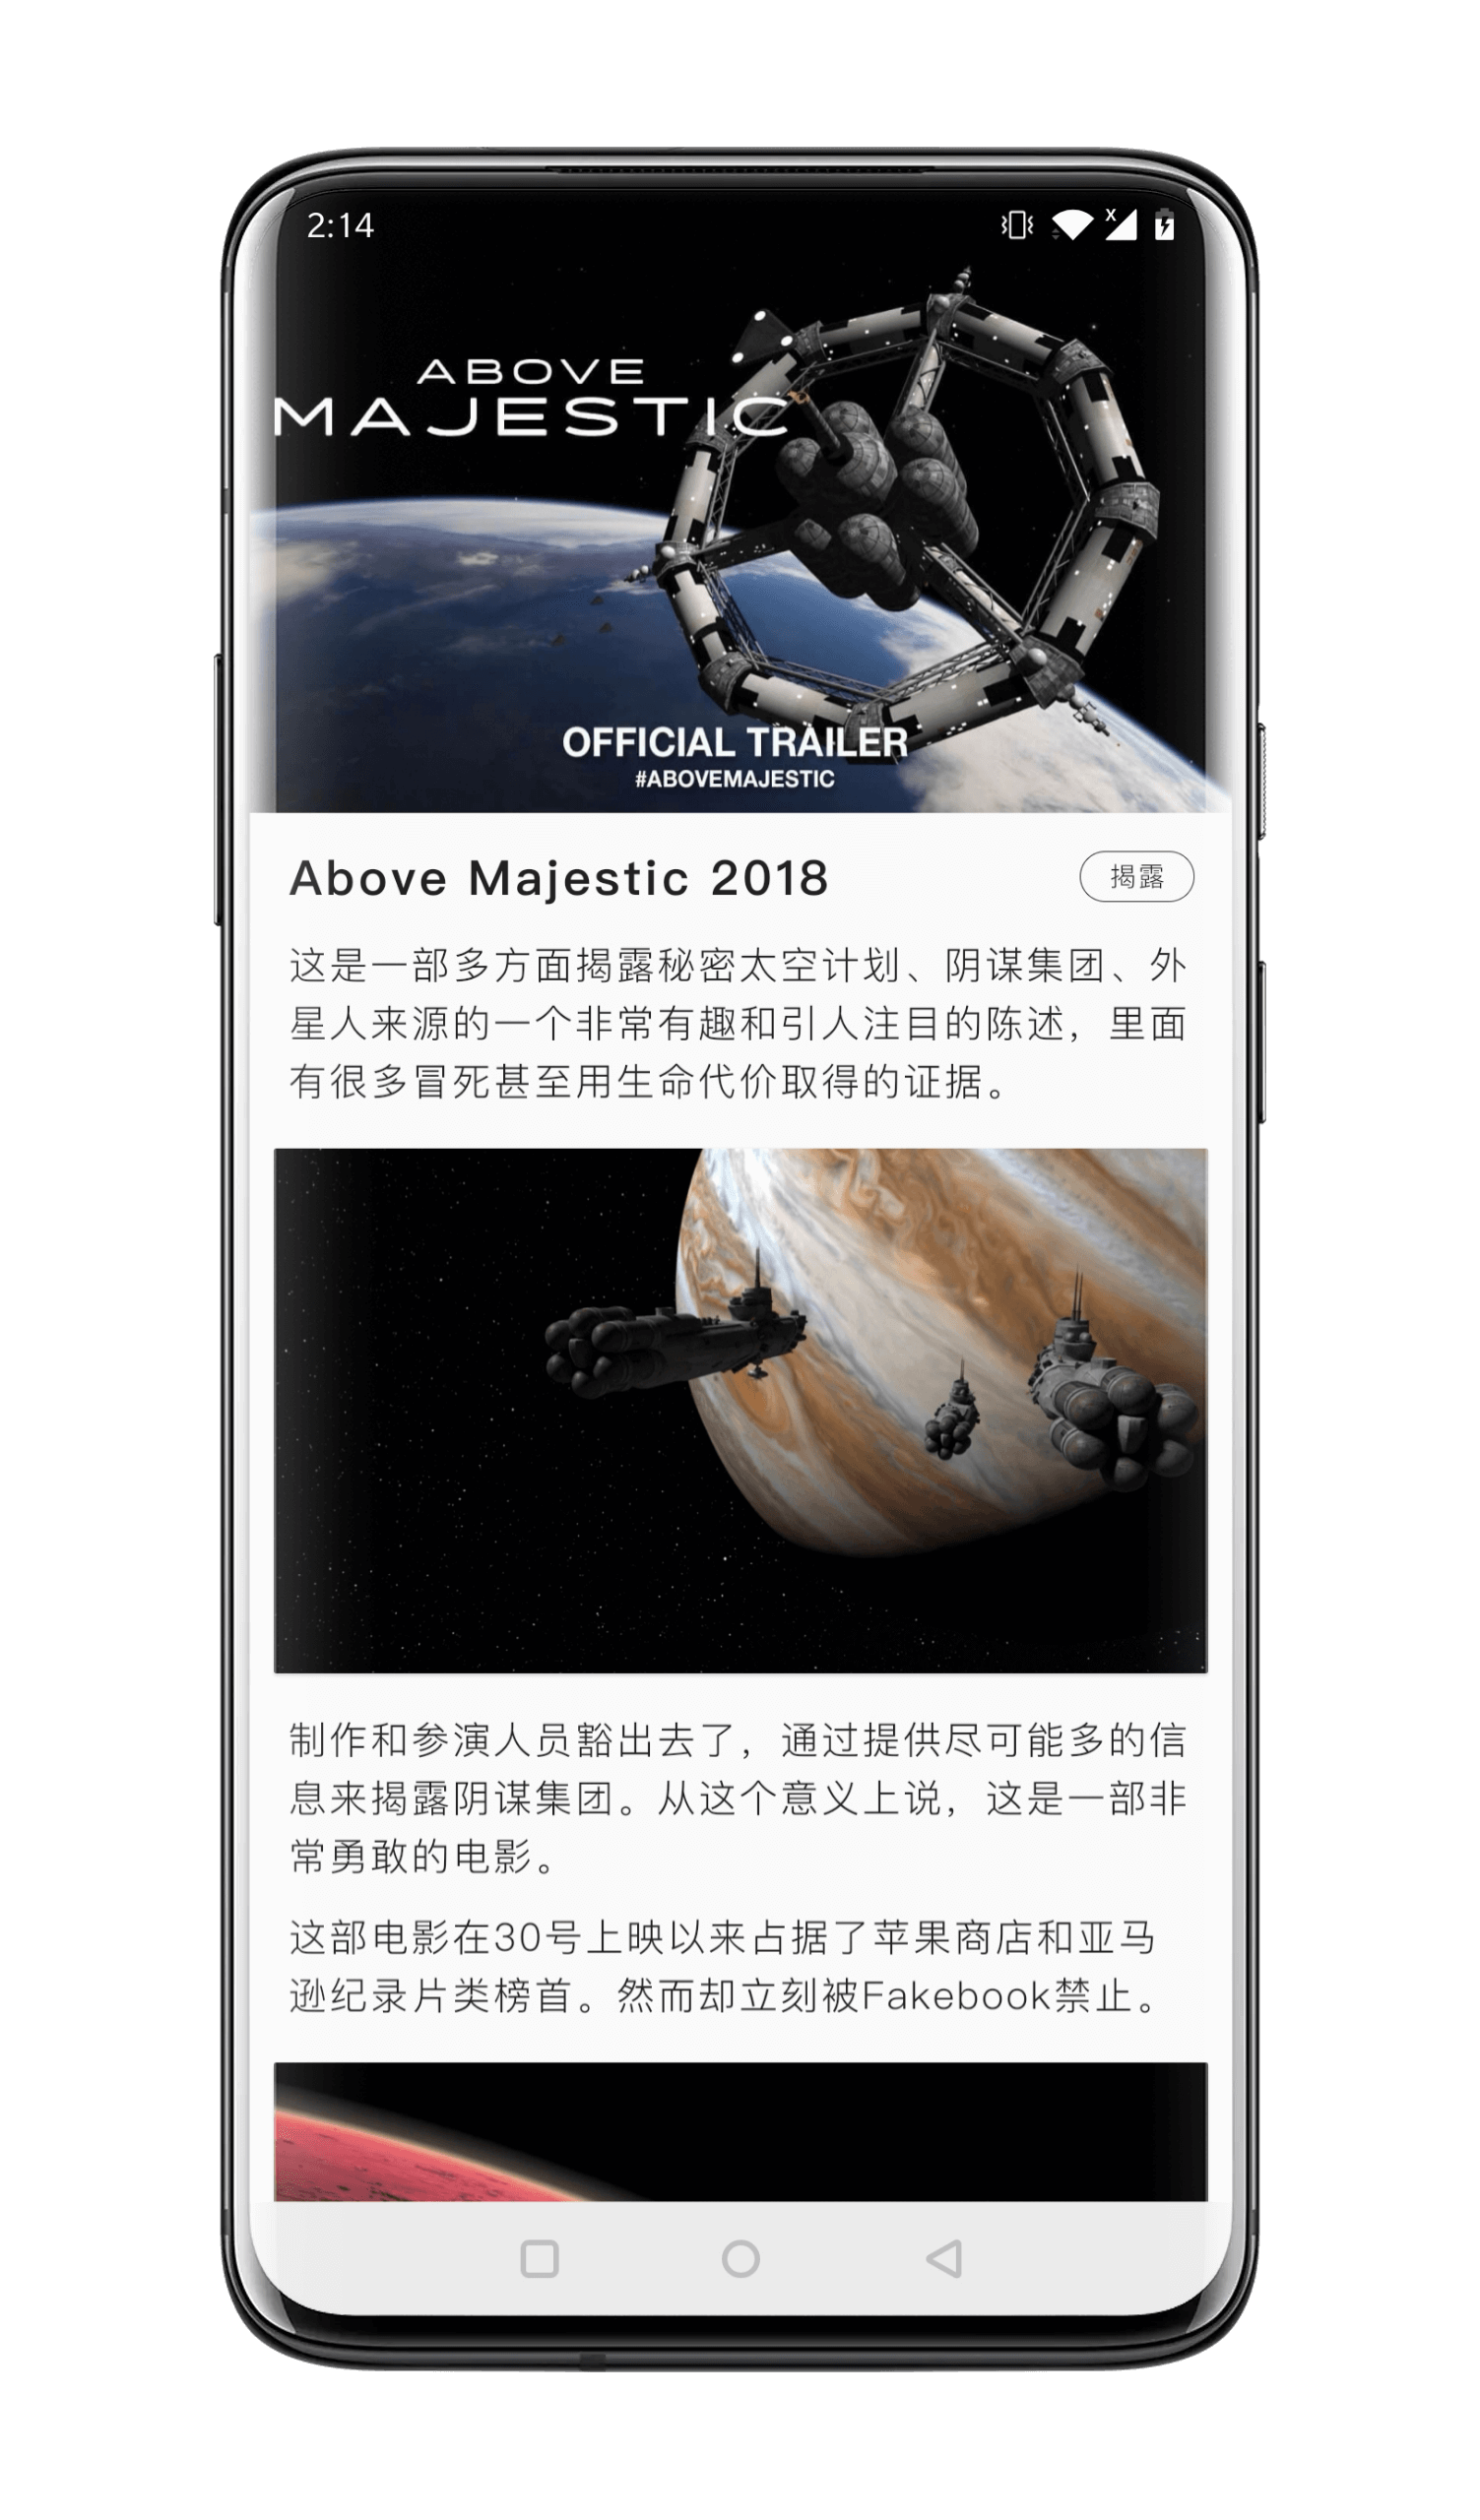 2:14
ABOVE
MAJESTIC
OFFICIAL TRAILER
#ABOVEMAJESTIC
Above Majestic 2018
揭露
这是一部多方面揭露秘密太空计划、阴谋集团、外
星人来源的一个非常有趣和引人注目的陈述，里面
有很多冒死甚至用生命代价取得的证据。
制作和参演人员豁出去了，通过提供尽可能多的信
息来揭露阴谋集团。从这个意义上说，这是一部非
常勇敢的电影。
这部电影在30号上映以来占据了苹果商店和亚马
逊纪录片类榜首。然而却立刻被Fakebook禁止。